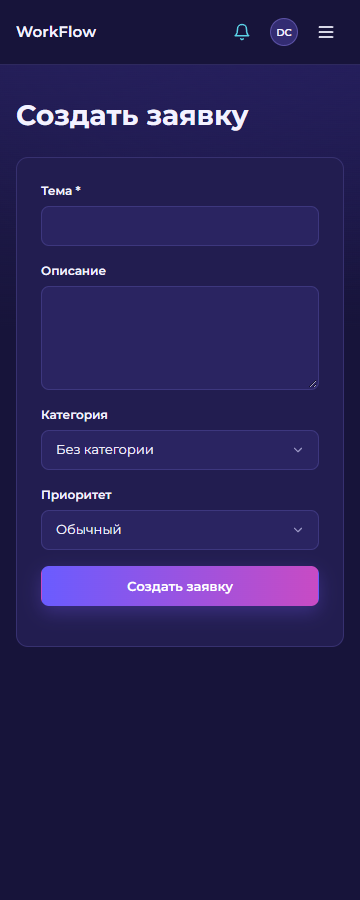 WorkFlow
DC
Создать заявку
Тема *
Описание
Категория
Без категории
Приоритет
Обычный
Создать заявку